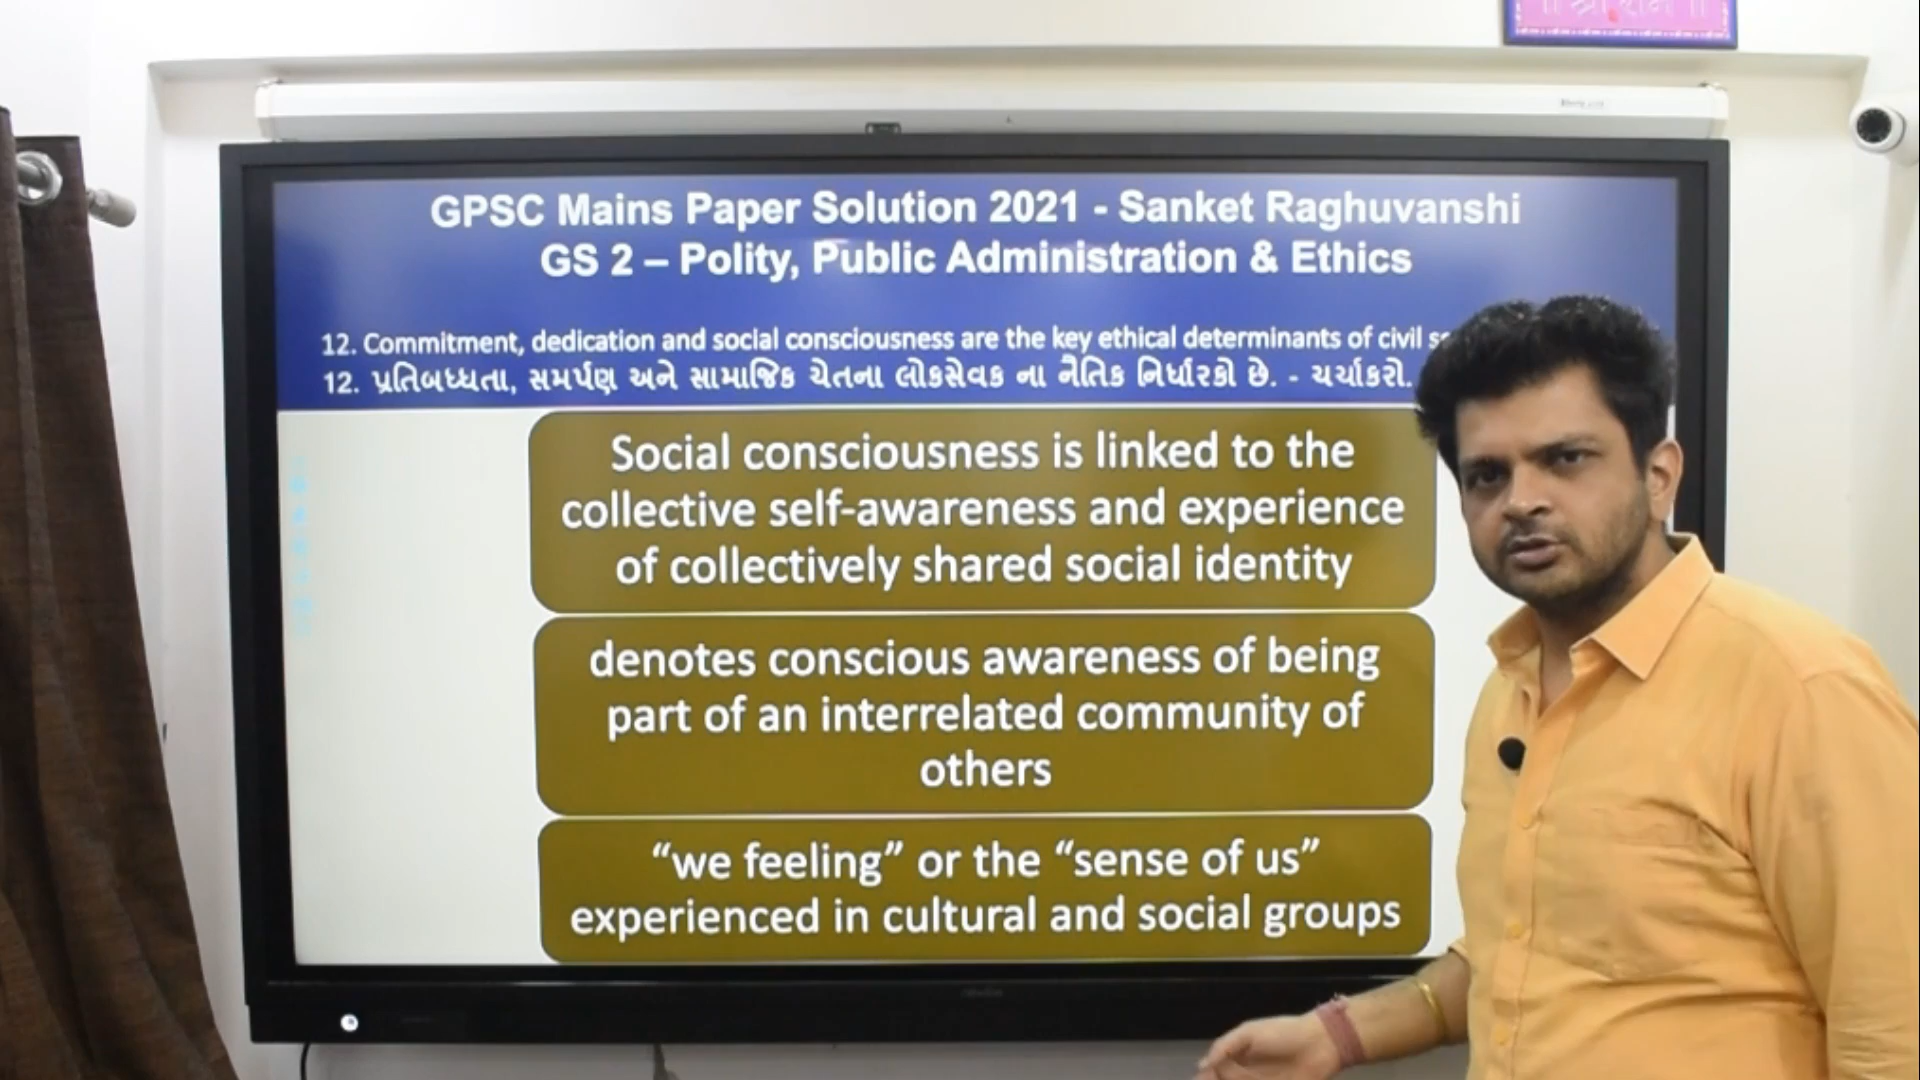 ॥ श्री राम ॥
GPSC Mains Paper Solution 2021 - Sanket Raghuvanshi
GS 2 – Polity, Public Administration & Ethics
12. Commitment, dedication and social consciousness are the key ethical determinants of civil
12. પ્રતિબધ્ધતા, સમર્પણ અને સામાજિક ચેતના લોકસેવક ના નૈતિક નિર્ધારકો છે. - ચર્ચાકરો.
Social consciousness is linked to the
collective self-awareness and experience
of collectively shared social identity
denotes conscious awareness of being
part of an interrelated community of
others
“we feeling” or the “sense of us”
experienced in cultural and social groups